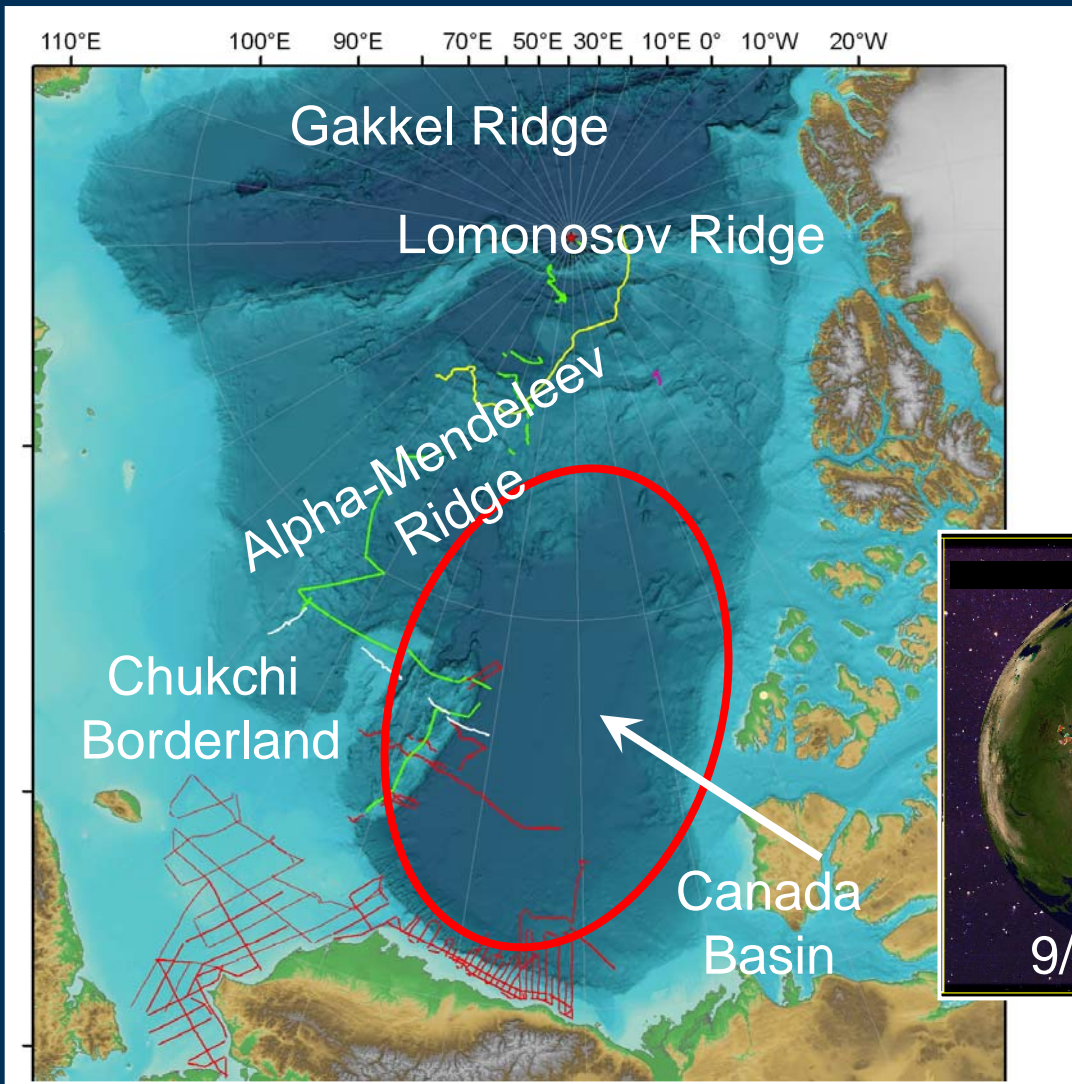 110°E 100°E 90°E 70°E 50°E 30°E 10°E 0° 10°W 20°W
Gakkel Ridge
Lomonosov Ridge
Alpha-Mendeleev
Ridge
Chukchi
Borderland
Canada
Basin
9/